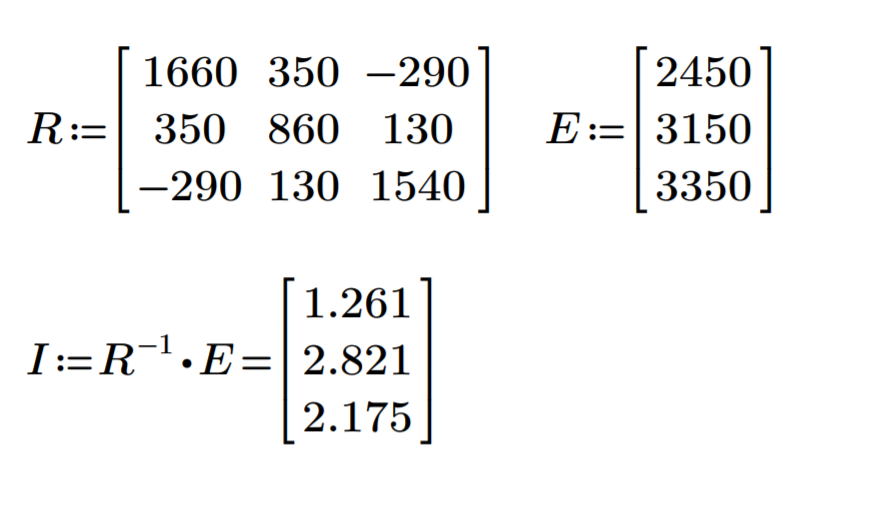 R:=[1660 350 −290
350 860 130
−290 130 1540] E:=[2450
3150
3350]
I:=R⁻¹·E=[1.261
2.821
2.175]